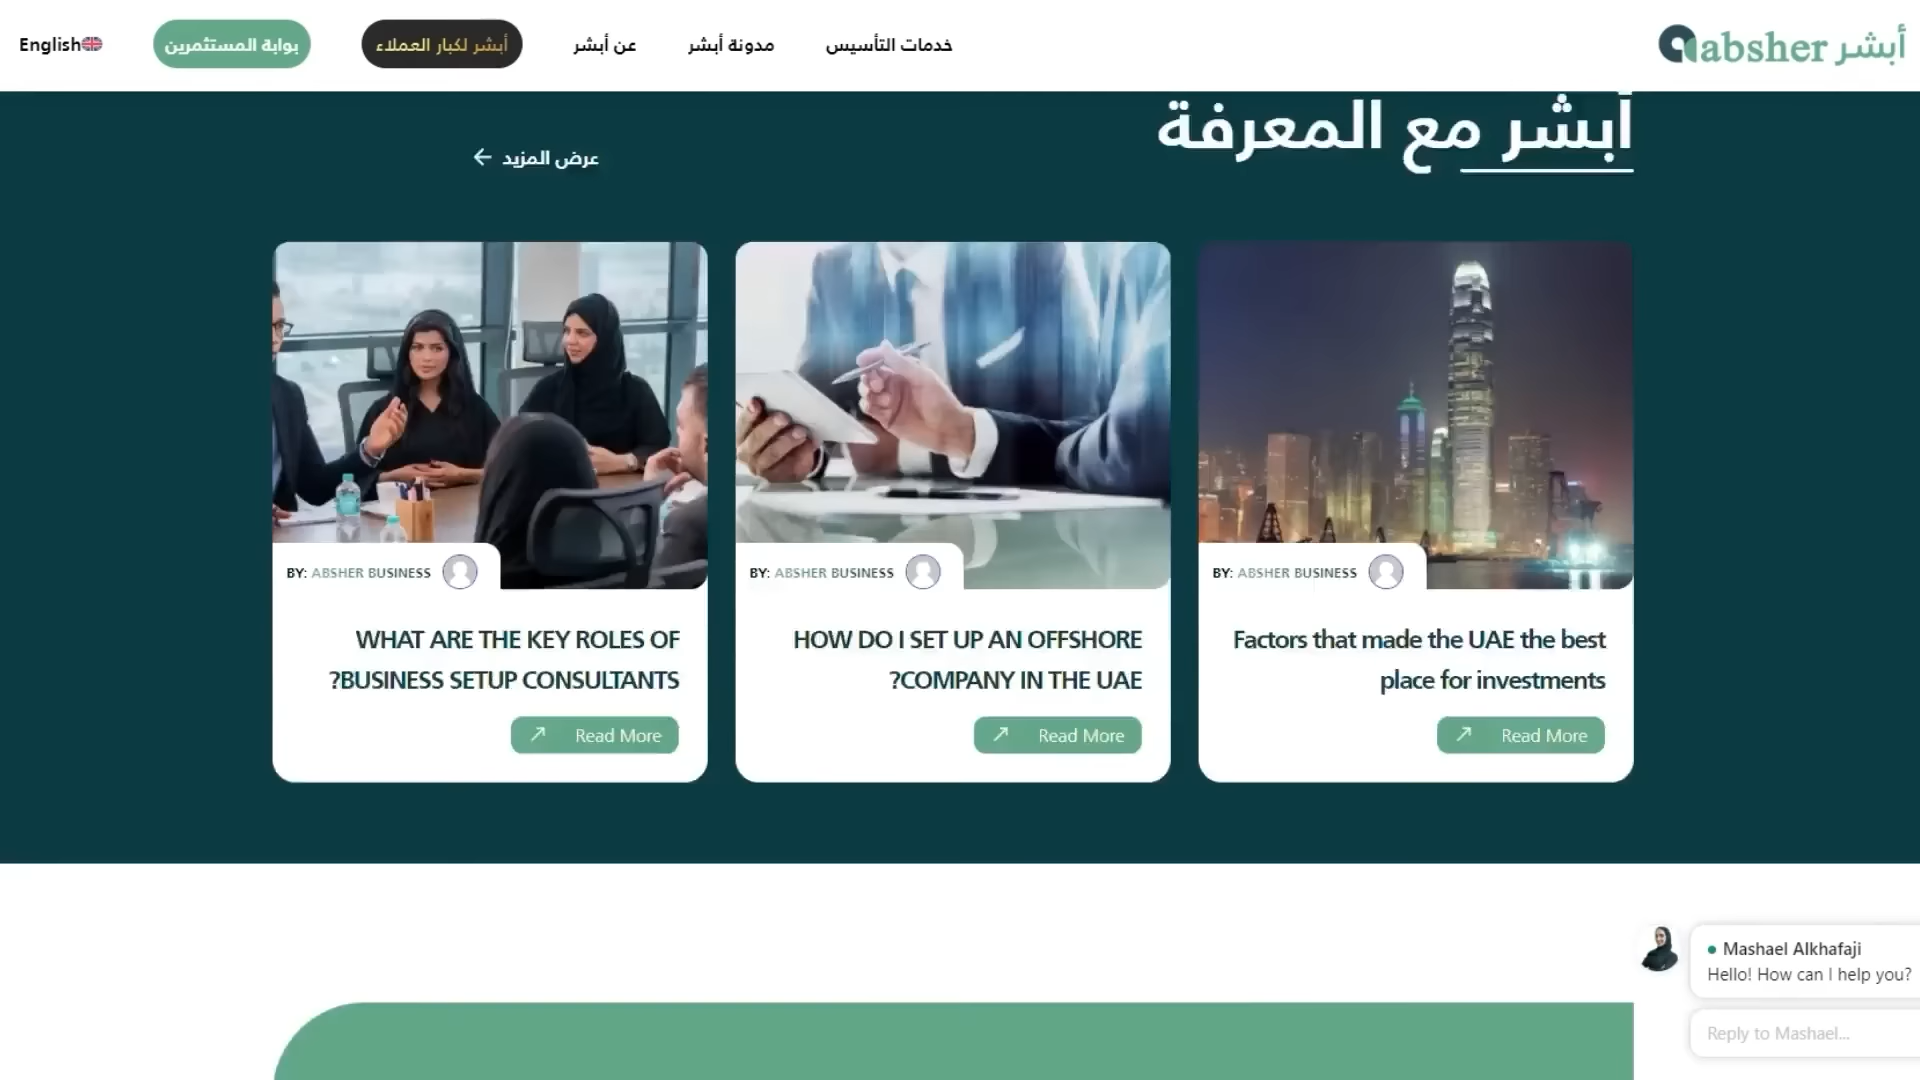 absher أبشر
خدمات التأسيس
مدونة أبشر
عن أبشر
أبشر لكبار العملاء
بوابة المستثمرين
English
أبشر مع المعرفة
عرض المزيد
BY: ABSHER BUSINESS
Factors that made the UAE the best
place for investments
Read More
BY: ABSHER BUSINESS
HOW DO I SET UP AN OFFSHORE
?COMPANY IN THE UAE
Read More
BY: ABSHER BUSINESS
WHAT ARE THE KEY ROLES OF
?BUSINESS SETUP CONSULTANTS
Read More
Mashael Alkhafaji
Hello! How can I help you?
Reply to Mashael...